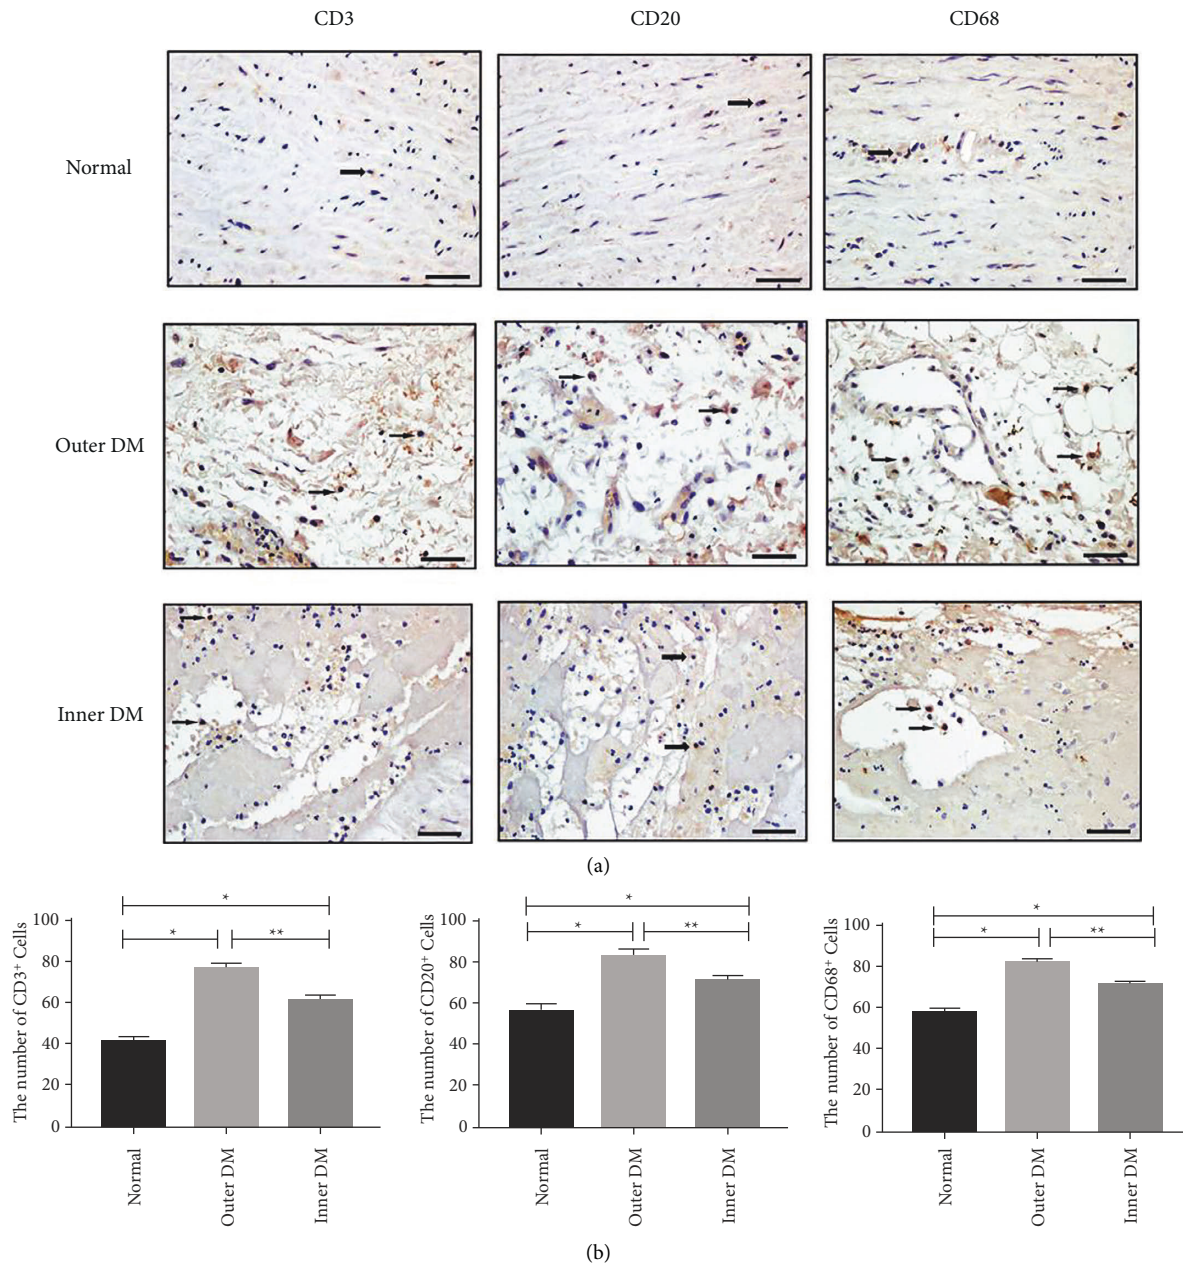 CD3 CD20 CD68
Normal
Outer DM
Inner DM
(a)
The number of CD3⁺ Cells
100
80
60
40
20
0
*
*
**
Normal
Outer DM
Inner DM
The number of CD20⁺ Cells
100
80
60
40
20
0
*
*
**
Normal
Outer DM
Inner DM
The number of CD68⁺ Cells
100
80
60
40
20
0
*
*
**
Normal
Outer DM
Inner DM
(b)